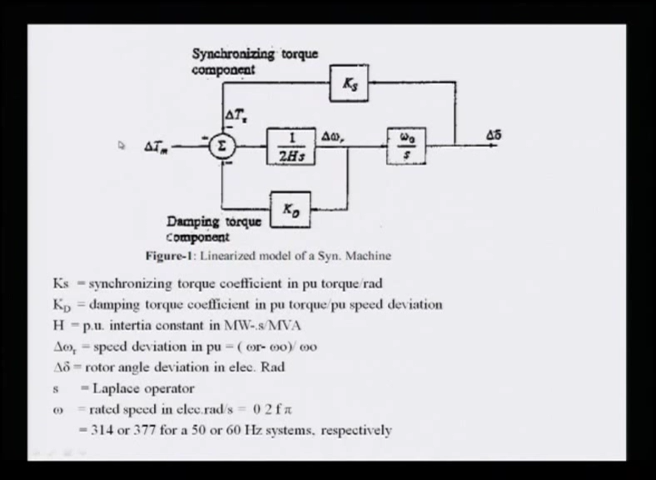 Synchronizing torque
component
K_S
ΔT_e
ΔT_m
Σ
1
2Hs
Δω_r
ω_0
s
Δδ
K_D
Damping torque
component
Figure-1: Linearized model of a Syn. Machine
Ks = synchronizing torque coefficient in pu torque/rad
K_D = damping torque coefficient in pu torque/pu speed deviation
H = p.u. intertia constant in MW-.s/MVA
Δω_r = speed deviation in pu = ( ωr- ωo)/ ωo
Δδ = rotor angle deviation in elec. Rad
s = Laplace operator
ω = rated speed in elec.rad/s = 0 2 f π
= 314 or 377 for a 50 or 60 Hz systems, respectively